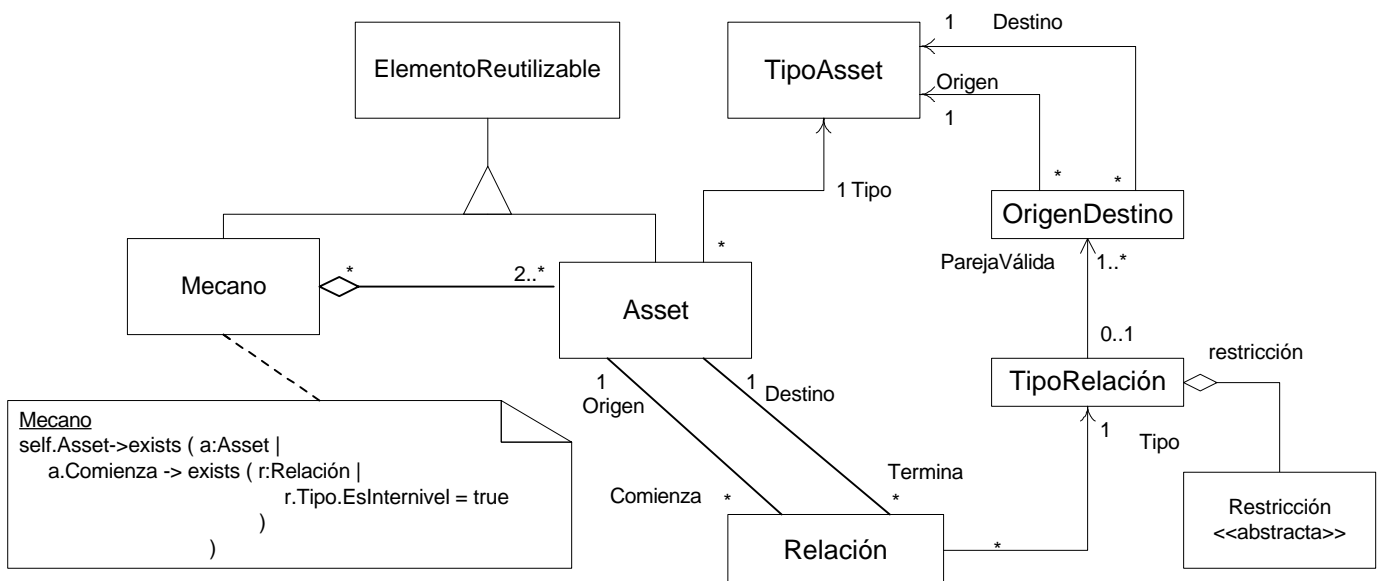 1 Destino
ElementoReutilizable
TipoAsset
Origen
1
1 Tipo
*
*
OrigenDestino
*
Mecano
*
2..*
Asset
ParejaVálida
1..*
0..1
restricción
TipoRelación
1
Origen
1
Destino
1
Tipo
Mecano
self.Asset->exists ( a:Asset |
a.Comienza -> exists ( r:Relación |
r.Tipo.EsInternivel = true
)
)
Comienza
*
Termina
*
Relación
*
Restricción
<<abstracta>>